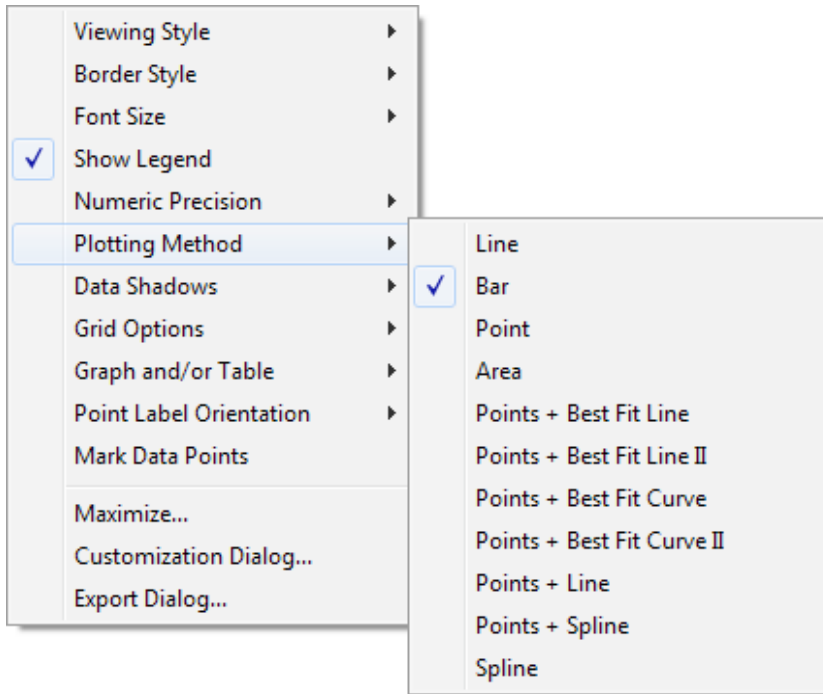 Viewing Style
Border Style
Font Size
Show Legend
Numeric Precision
Plotting Method
Data Shadows
Grid Options
Graph and/or Table
Point Label Orientation
Mark Data Points
Maximize...
Customization Dialog...
Export Dialog...
Line
Bar
Point
Area
Points + Best Fit Line
Points + Best Fit Line II
Points + Best Fit Curve
Points + Best Fit Curve II
Points + Line
Points + Spline
Spline